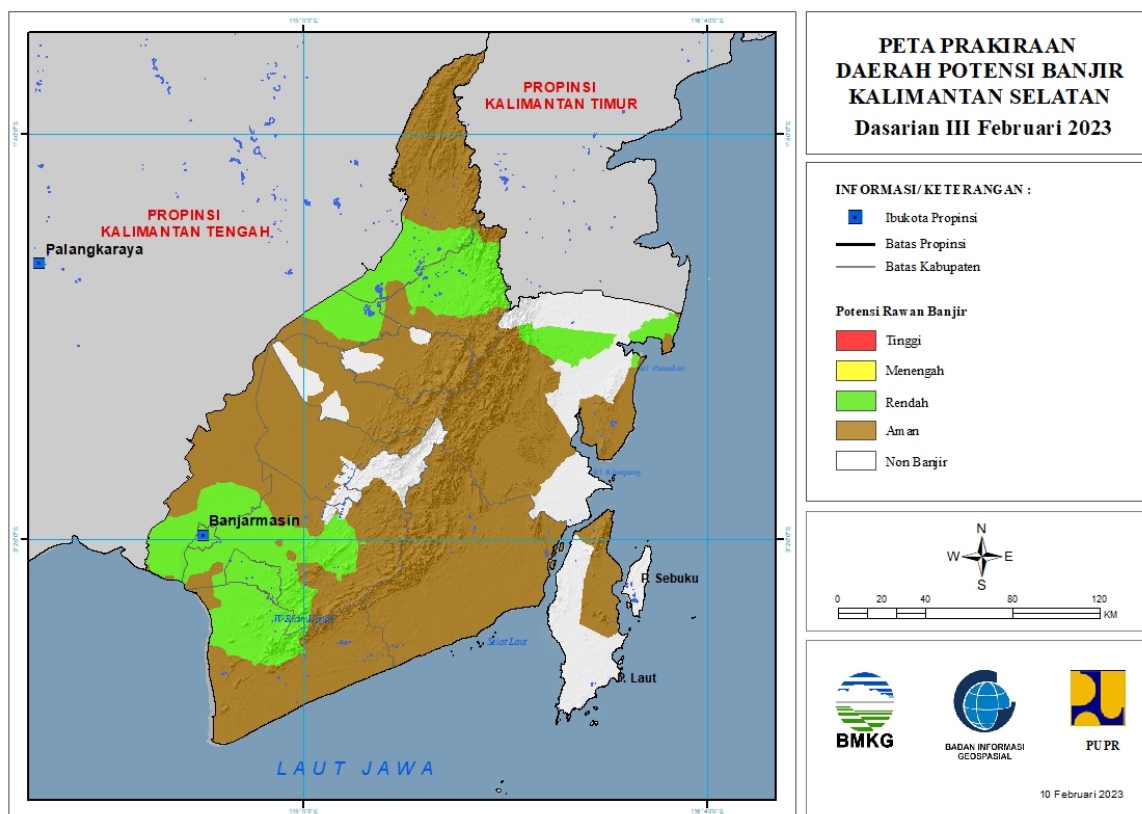 PETA PRAKIRAAN
DAERAH POTENSI BANJIR
KALIMANTAN SELATAN
Dasarian III Februari 2023
INFORMASI/ KETERANGAN :
Ibukota Propinsi
Batas Propinsi
Batas Kabupaten
Potensi Rawan Banjir
Tinggi
Menengah
Rendah
Aman
Non Banjir
N
W E
S
0 20 40 80 120
KM
BMKG
BADAN INFORMASI
GEOSPASIAL
PUPR
10 Februari 2023
PROPINSI
KALIMANTAN TIMUR
PROPINSI
KALIMANTAN TENGAH
Palangkaraya
Banjarmasin
P. Sebuku
Laut
Laut
LAUT JAWA